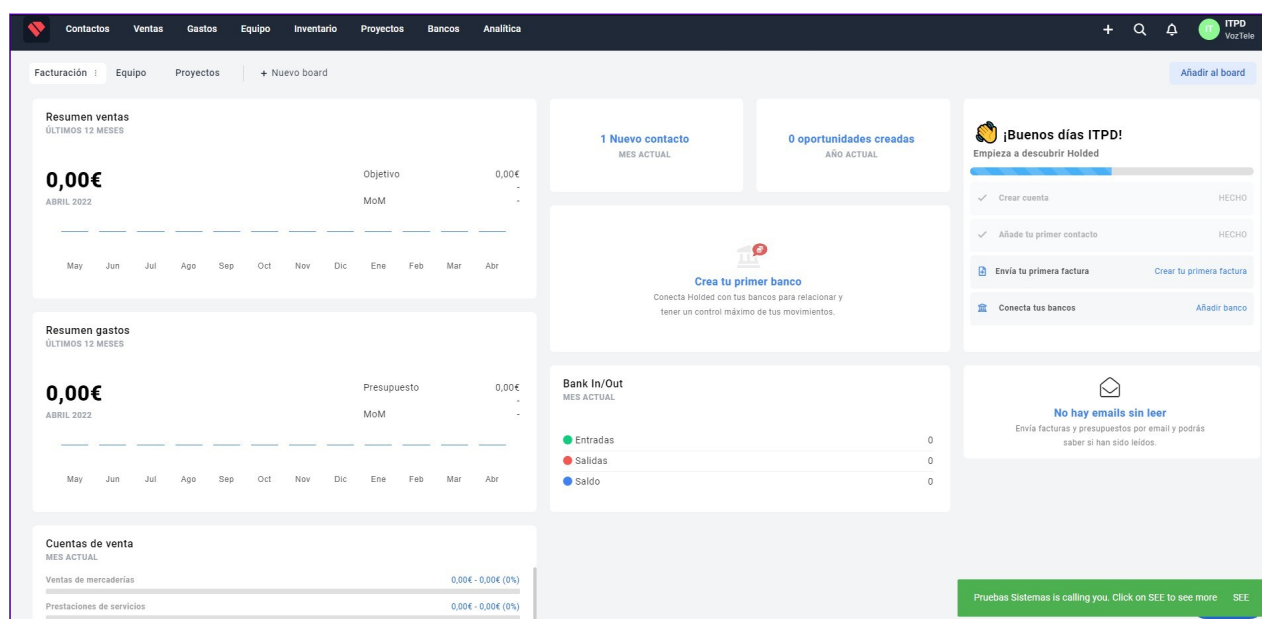 Contactos Ventas Gastos Equipo Inventario Proyectos Bancos Analítica
IT ITPD
VozTele
Facturación Equipo Proyectos + Nuevo board Añadir al board
Resumen ventas
ÚLTIMOS 12 MESES
0,00€
ABRIL 2022
Objetivo 0,00€
-
MoM -
May Jun Jul Ago Sep Oct Nov Dic Ene Feb Mar Abr
Resumen gastos
ÚLTIMOS 12 MESES
0,00€
ABRIL 2022
Presupuesto 0,00€
-
MoM -
May Jun Jul Ago Sep Oct Nov Dic Ene Feb Mar Abr
Cuentas de venta
MES ACTUAL
Ventas de mercaderías 0,00€ - 0,00€ (0%)
Prestaciones de servicios 0,00€ - 0,00€ (0%)
1 Nuevo contacto
MES ACTUAL
0 oportunidades creadas
AÑO ACTUAL
Crea tu primer banco
Conecta Holded con tus bancos para relacionar y
tener un control máximo de tus movimientos.
Bank In/Out
MES ACTUAL
Entradas 0
Salidas 0
Saldo 0
¡Buenos días ITPD!
Empieza a descubrir Holded
Crear cuenta HECHO
Añade tu primer contacto HECHO
Envía tu primera factura Crear tu primera factura
Conecta tus bancos Añadir banco
No hay emails sin leer
Envía facturas y presupuestos por email y podrás
saber si han sido leídos.
Pruebas Sistemas is calling you. Click on SEE to see more SEE